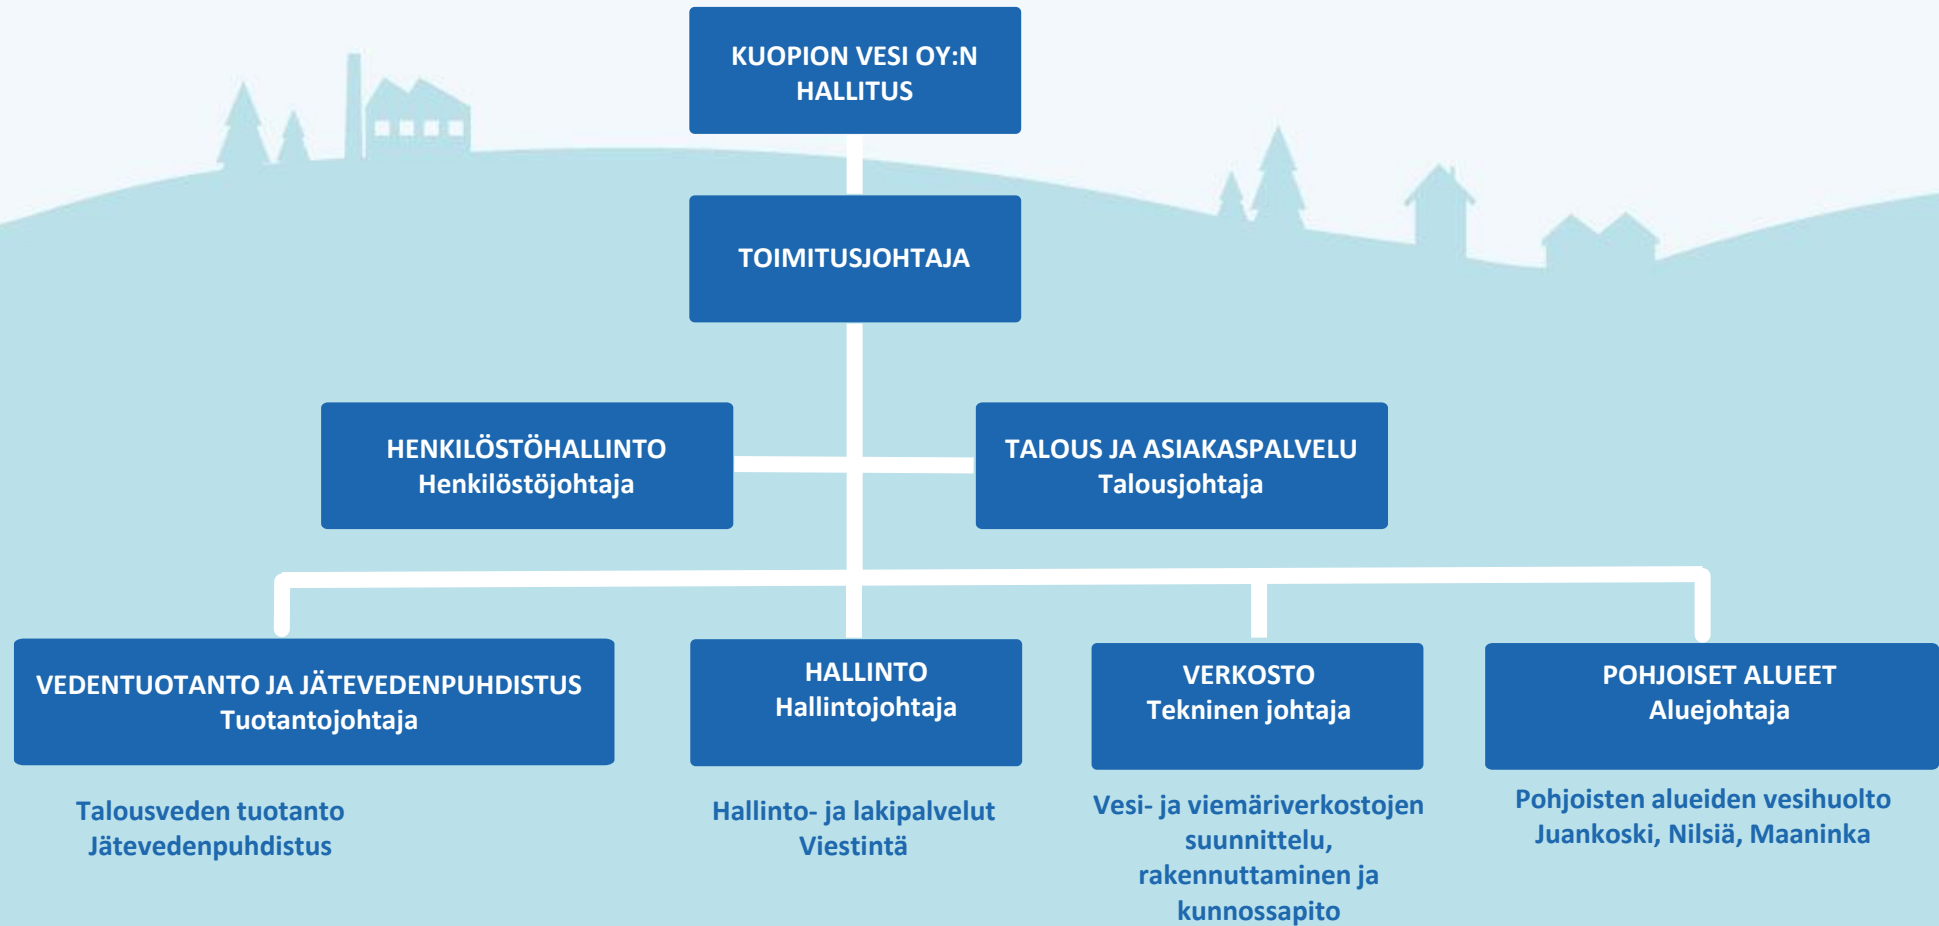 KUOPION VESI OY:N
HALLITUS
TOIMITUSJOHTAJA
HENKILÖSTÖHALLINTO
Henkilöstöjohtaja
TALOUS JA ASIAKASPALVELU
Talousjohtaja
VEDENTUOTANTO JA JÄTEVEDENPUHDISTUS
Tuotantojohtaja
Talousveden tuotanto
Jätevedenpuhdistus
HALLINTO
Hallintojohtaja
Hallinto- ja lakipalvelut
Viestintä
VERKOSTO
Tekninen johtaja
Vesi- ja viemäriverkostojen
suunnittelu,
rakennuttaminen ja
kunnossapito
POHJOISET ALUEET
Aluejohtaja
Pohjoisten alueiden vesihuolto
Juankoski, Nilsiä, Maaninka